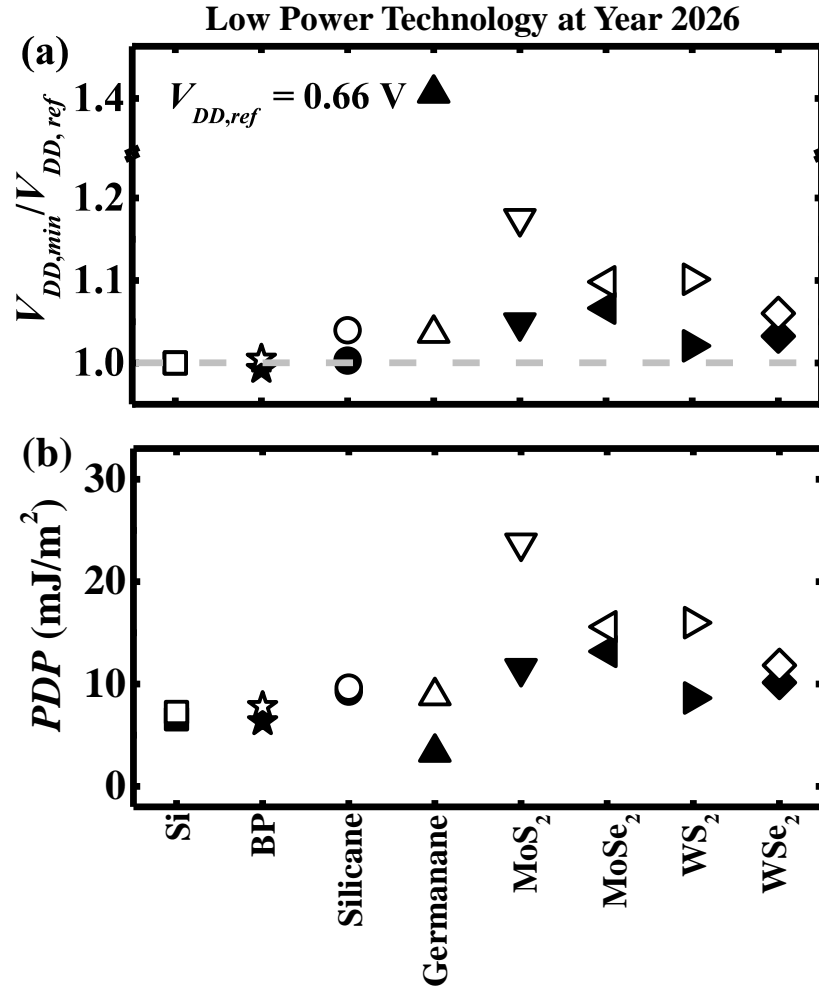 Low Power Technology at Year 2026
(a)
V_DD,ref = 0.66 V
V_DD,min/V_DD, ref
1.4
1.2
1.1
1.0
(b)
PDP (mJ/m²)
30
20
10
0
Si
BP
Silicane
Germanane
MoS₂
MoSe₂
WS₂
WSe₂